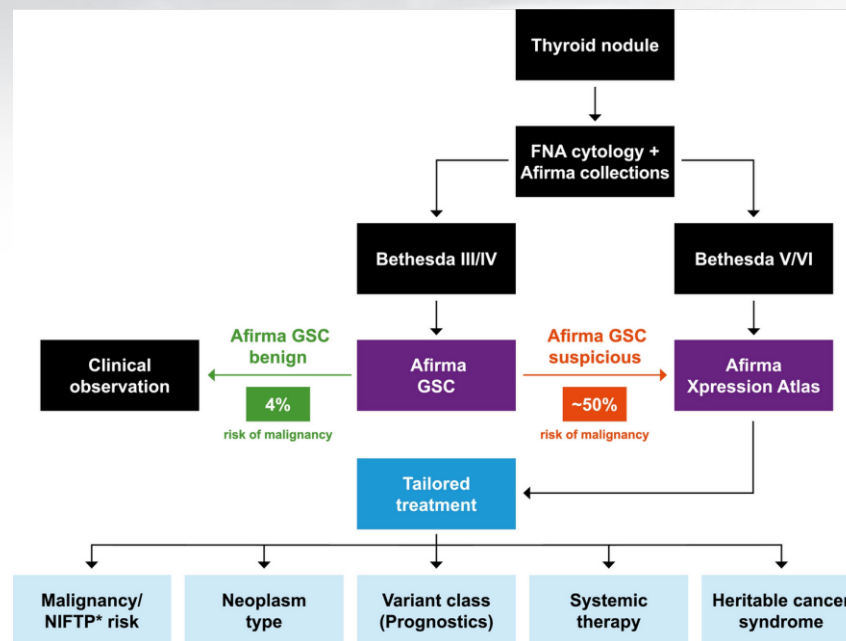 Thyroid nodule
FNA cytology +
Afirma collections
Bethesda III/IV
Bethesda V/VI
Clinical
observation
Afirma GSC
benign
4%
risk of malignancy
Afirma
GSC
Afirma GSC
suspicious
~50%
risk of malignancy
Afirma
Xpression Atlas
Tailored
treatment
Malignancy/
NIFTP* risk
Neoplasm
type
Variant class
(Prognostics)
Systemic
therapy
Heritable cancer
syndrome